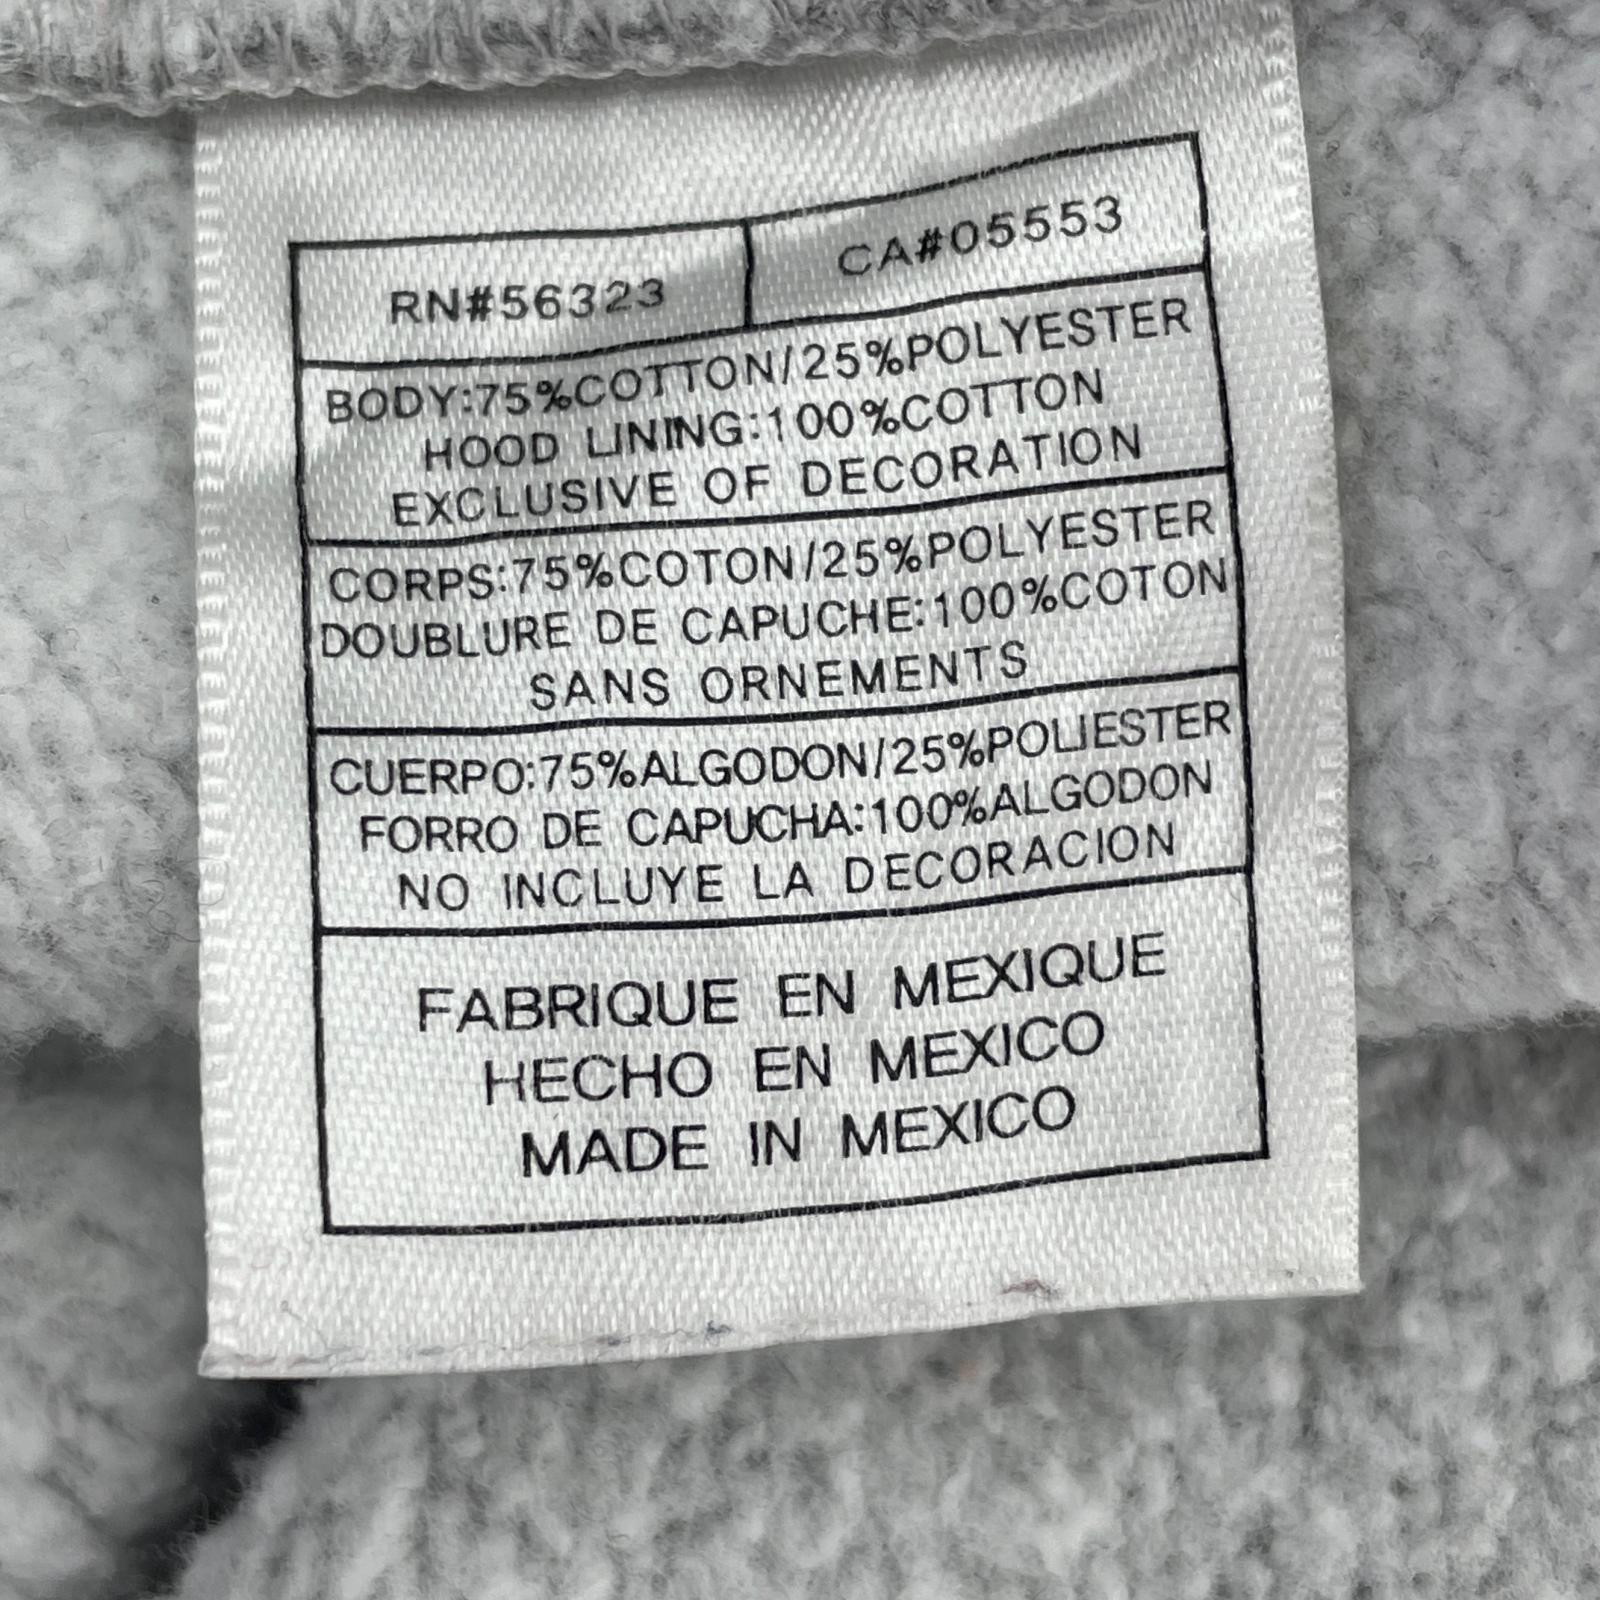 RN#56323 CA#05553
BODY:75%COTTON/25%POLYESTER
HOOD LINING:100%COTTON
EXCLUSIVE OF DECORATION
CORPS:75%COTON/25%POLYESTER
DOUBLURE DE CAPUCHE:100%COTON
SANS ORNEMENTS
CUERPO:75%ALGODON/25%POLIESTER
FORRO DE CAPUCHA:100%ALGODON
NO INCLUYE LA DECORACION
FABRIQUE EN MEXIQUE
HECHO EN MEXICO
MADE IN MEXICO